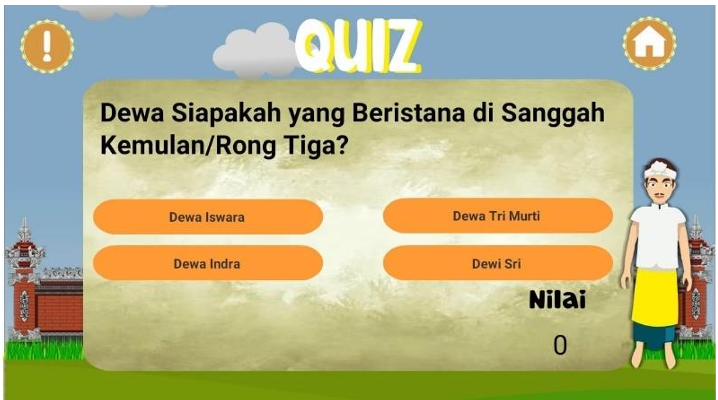 !
QUIZ
Dewa Siapakah yang Beristana di Sanggah
Kemulan/Rong Tiga?
Dewa Iswara
Dewa Tri Murti
Dewa Indra
Dewi Sri
Nilai
0